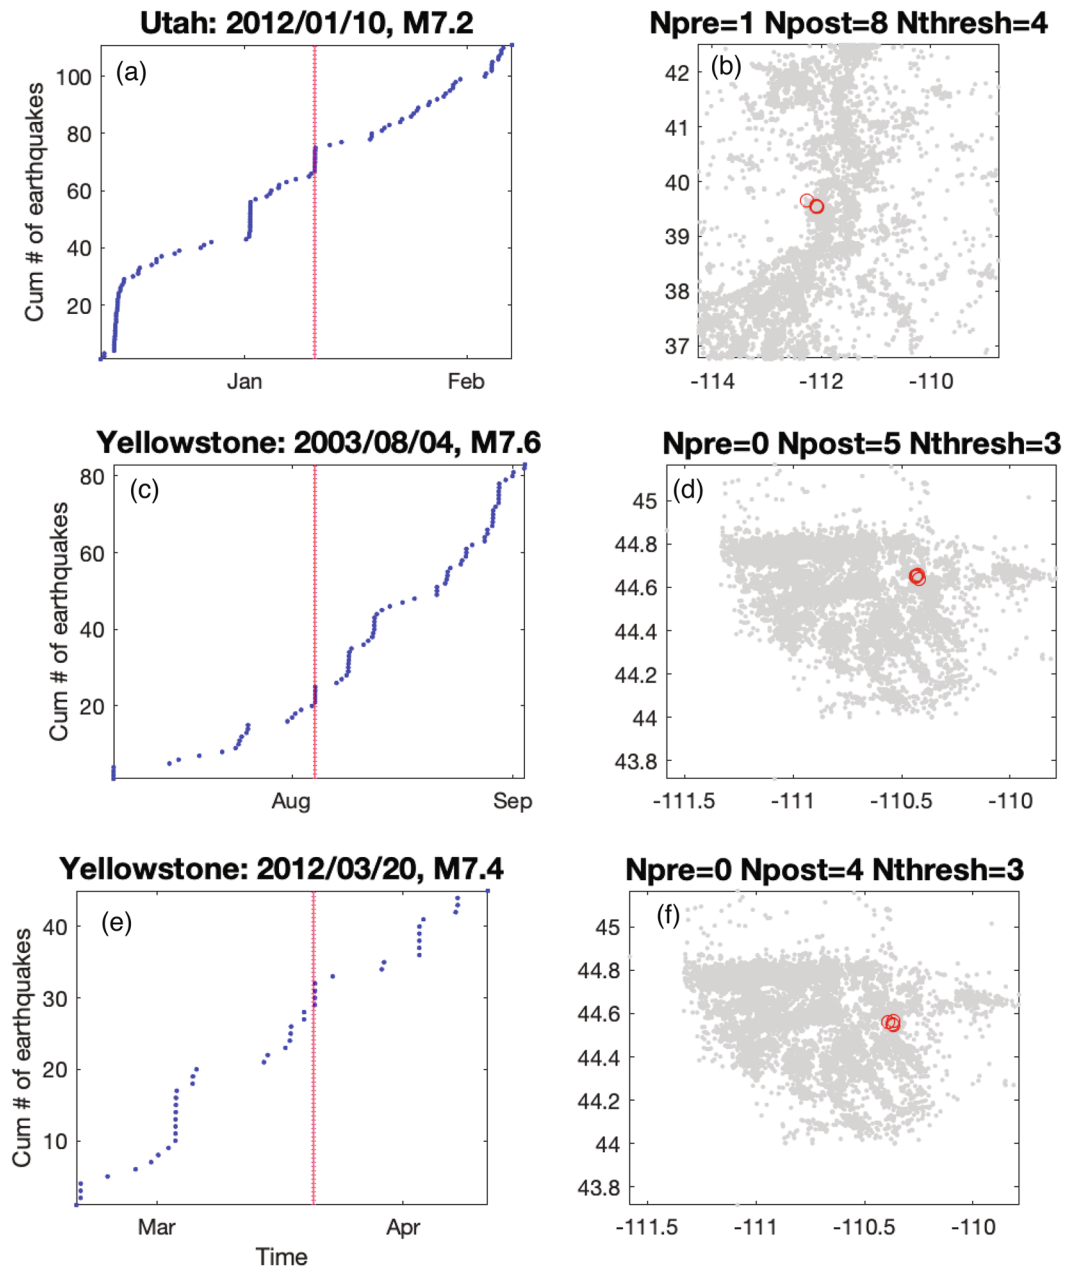 Utah: 2012/01/10, M7.2
Npre=1 Npost=8 Nthresh=4
(a)
100
80
60
40
20
Cum # of earthquakes
Jan Feb
(b)
42
41
40
39
38
37
-114 -112 -110
Yellowstone: 2003/08/04, M7.6
Npre=0 Npost=5 Nthresh=3
(c)
80
60
40
20
Cum # of earthquakes
Aug Sep
(d)
45
44.8
44.6
44.4
44.2
44
43.8
-111.5 -111 -110.5 -110
Yellowstone: 2012/03/20, M7.4
Npre=0 Npost=4 Nthresh=3
(e)
40
30
20
10
Cum # of earthquakes
Mar Apr
Time
(f)
45
44.8
44.6
44.4
44.2
44
43.8
-111.5 -111 -110.5 -110